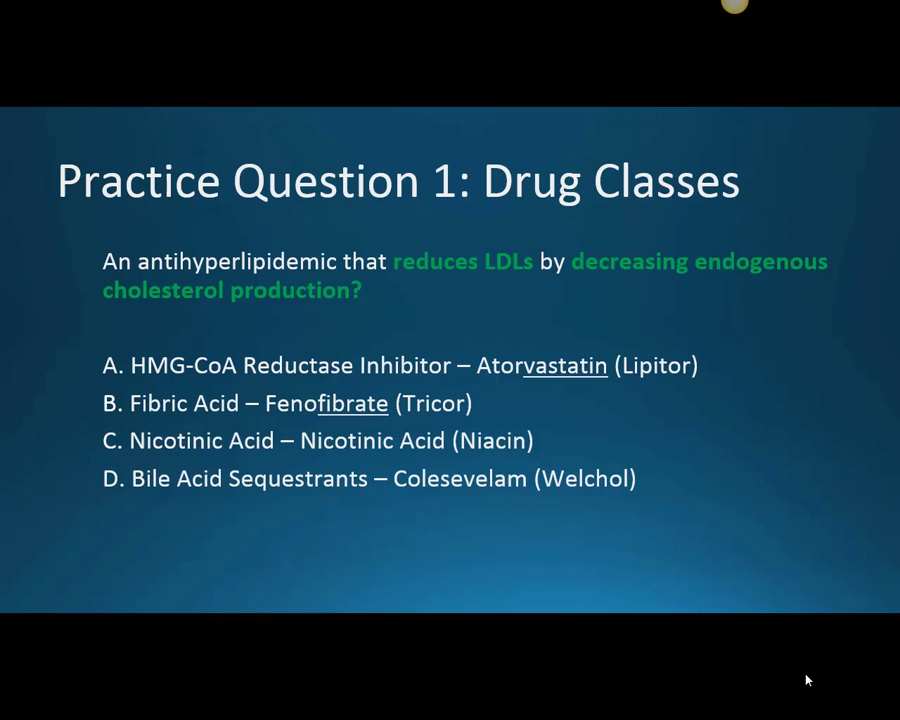 Practice Question 1: Drug Classes
An antihyperlipidemic that reduces LDLs by decreasing endogenous
cholesterol production?
A. HMG-CoA Reductase Inhibitor – Atorvastatin (Lipitor)
B. Fibric Acid – Fenofibrate (Tricor)
C. Nicotinic Acid – Nicotinic Acid (Niacin)
D. Bile Acid Sequestrants – Colesevelam (Welchol)